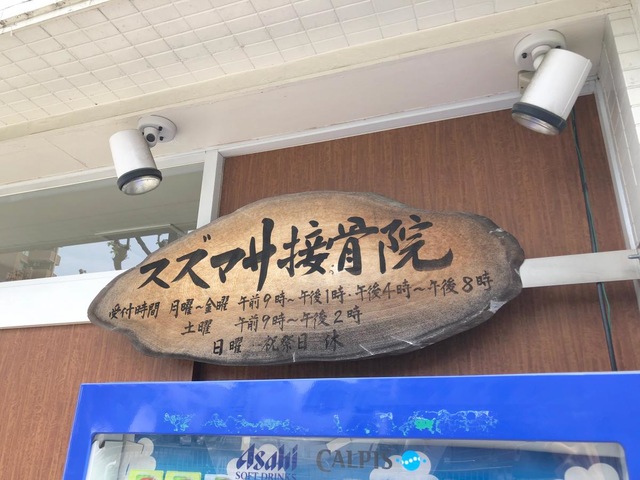 スズマサ接骨院
受付時間 月曜~金曜 午前9時~午後1時・午後4時~午後8時
土曜 午前9時~午後2時
日曜・祝祭日 休
Asahi CALPIS
SOFT DRINKS